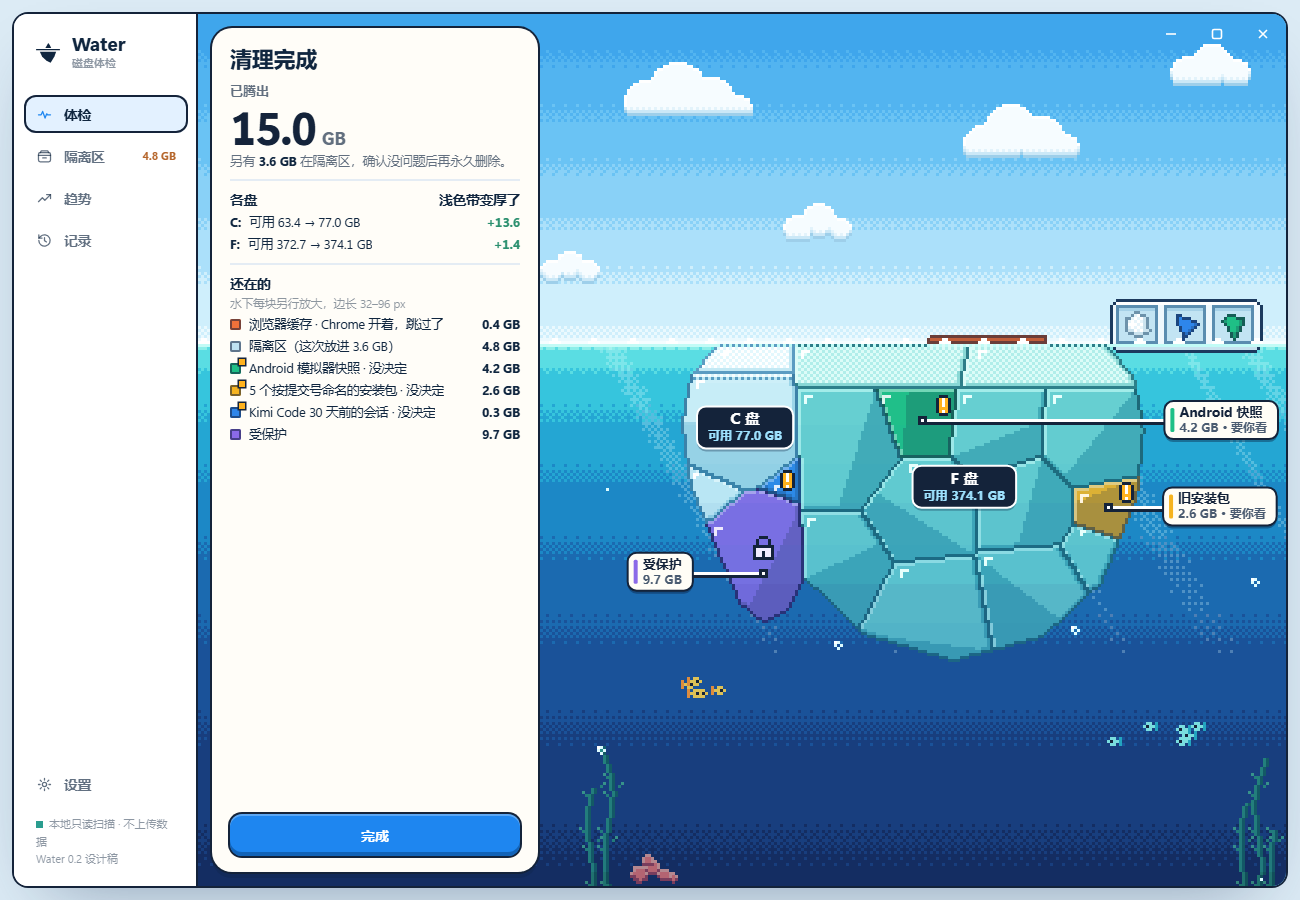 Water
磁盘体检
体检
隔离区 4.8 GB
趋势
记录
设置
本地只读扫描 · 不上传数
据
Water 0.2 设计稿
清理完成
已腾出
15.0 GB
另有 3.6 GB 在隔离区，确认没问题后再永久删除。
各盘 浅色带变厚了
C: 可用 63.4 → 77.0 GB +13.6
F: 可用 372.7 → 374.1 GB +1.4
还在的
水下每块另行放大，边长 32–96 px
浏览器缓存 · Chrome 开着，跳过了 0.4 GB
隔离区（这次放进 3.6 GB） 4.8 GB
Android 模拟器快照 · 没决定 4.2 GB
5 个按提交号命名的安装包 · 没决定 2.6 GB
Kimi Code 30 天前的会话 · 没决定 0.3 GB
受保护 9.7 GB
完成
C 盘
可用 77.0 GB
F 盘
可用 374.1 GB
Android 快照
4.2 GB • 要你看
旧安装包
2.6 GB • 要你看
受保护
9.7 GB